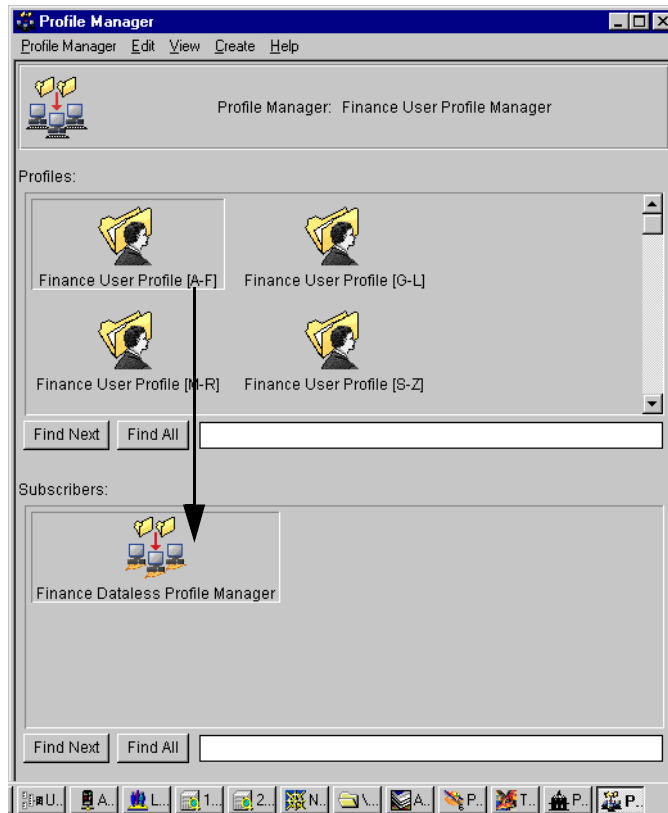 Profile Manager
Profile Manager Edit View Create Help
Profile Manager: Finance User Profile Manager
Profiles:
Finance User Profile [A-F] Finance User Profile [G-L]
Finance User Profile [M-R] Finance User Profile [S-Z]
Find Next Find All
Subscribers:
Finance Dataless Profile Manager
Find Next Find All
U.. A.. L.. 1.. 2.. N.. \.. A.. P.. T.. P.. P..